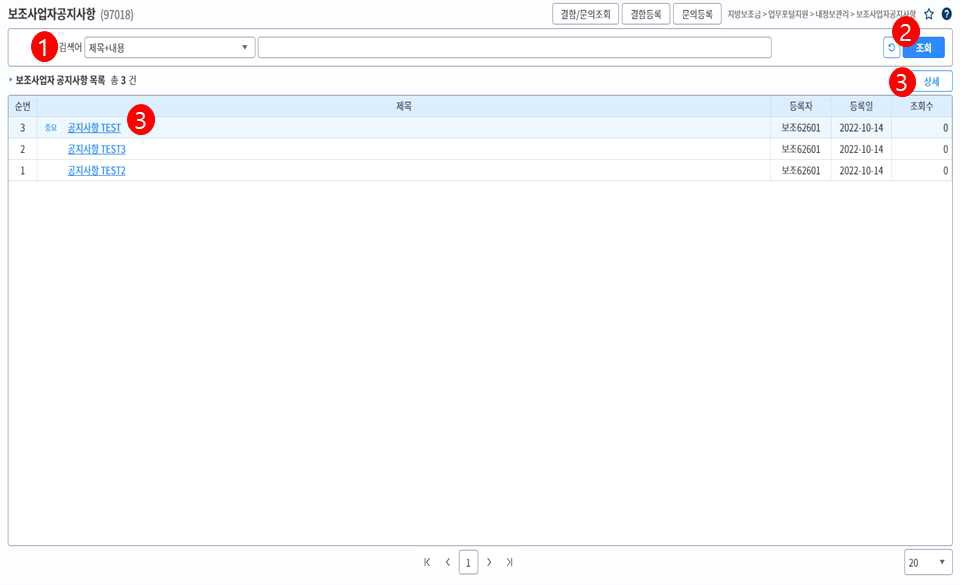 보조사업자공지사항 (97018) 결함/문의조회 결함등록 문의등록 지방보조금 > 업무포탈지원 > 내정보관리 > 보조사업자공지사항
1 검색어 제목+내용 2 조회
보조사업자 공지사항 목록 총 3 건 3 상세
순번 제목 등록자 등록일 조회수
3 중요 공지사항 TEST 3 보조62601 2022-10-14 0
2 공지사항 TEST3 보조62601 2022-10-14 0
1 공지사항 TEST2 보조62601 2022-10-14 0
1 20